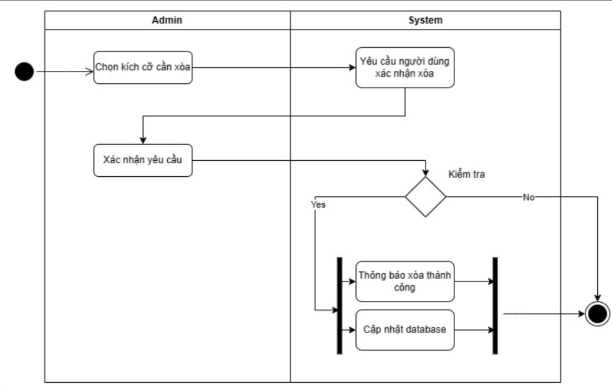 Admin
System
Chọn kích cỡ cần xóa
Yêu cầu người dùng
xác nhận xóa
Xác nhận yêu cầu
Kiểm tra
Yes
No
Thông báo xóa thành
công
Cập nhật database